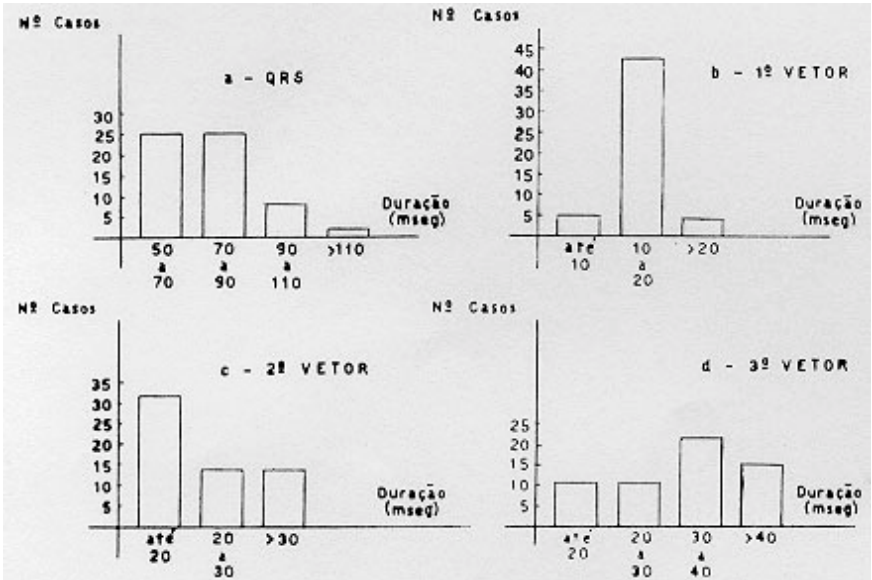 Nº Casos
a - QRS
30
25
20
15
10
5
Duração
(mseg)
50 a 70
70 a 90
90 a 110
>110
Nº Casos
b - 1º VETOR
45
40
35
30
25
20
15
10
5
Duração
(mseg)
até 10
10 a 20
>20
Nº Casos
c - 2º VETOR
35
30
25
20
15
10
5
Duração
(mseg)
até 20
20 a 30
>30
Nº Casos
d - 3º VETOR
25
20
15
10
5
Duração
(mseg)
até 20
20 a 30
30 a 40
>40